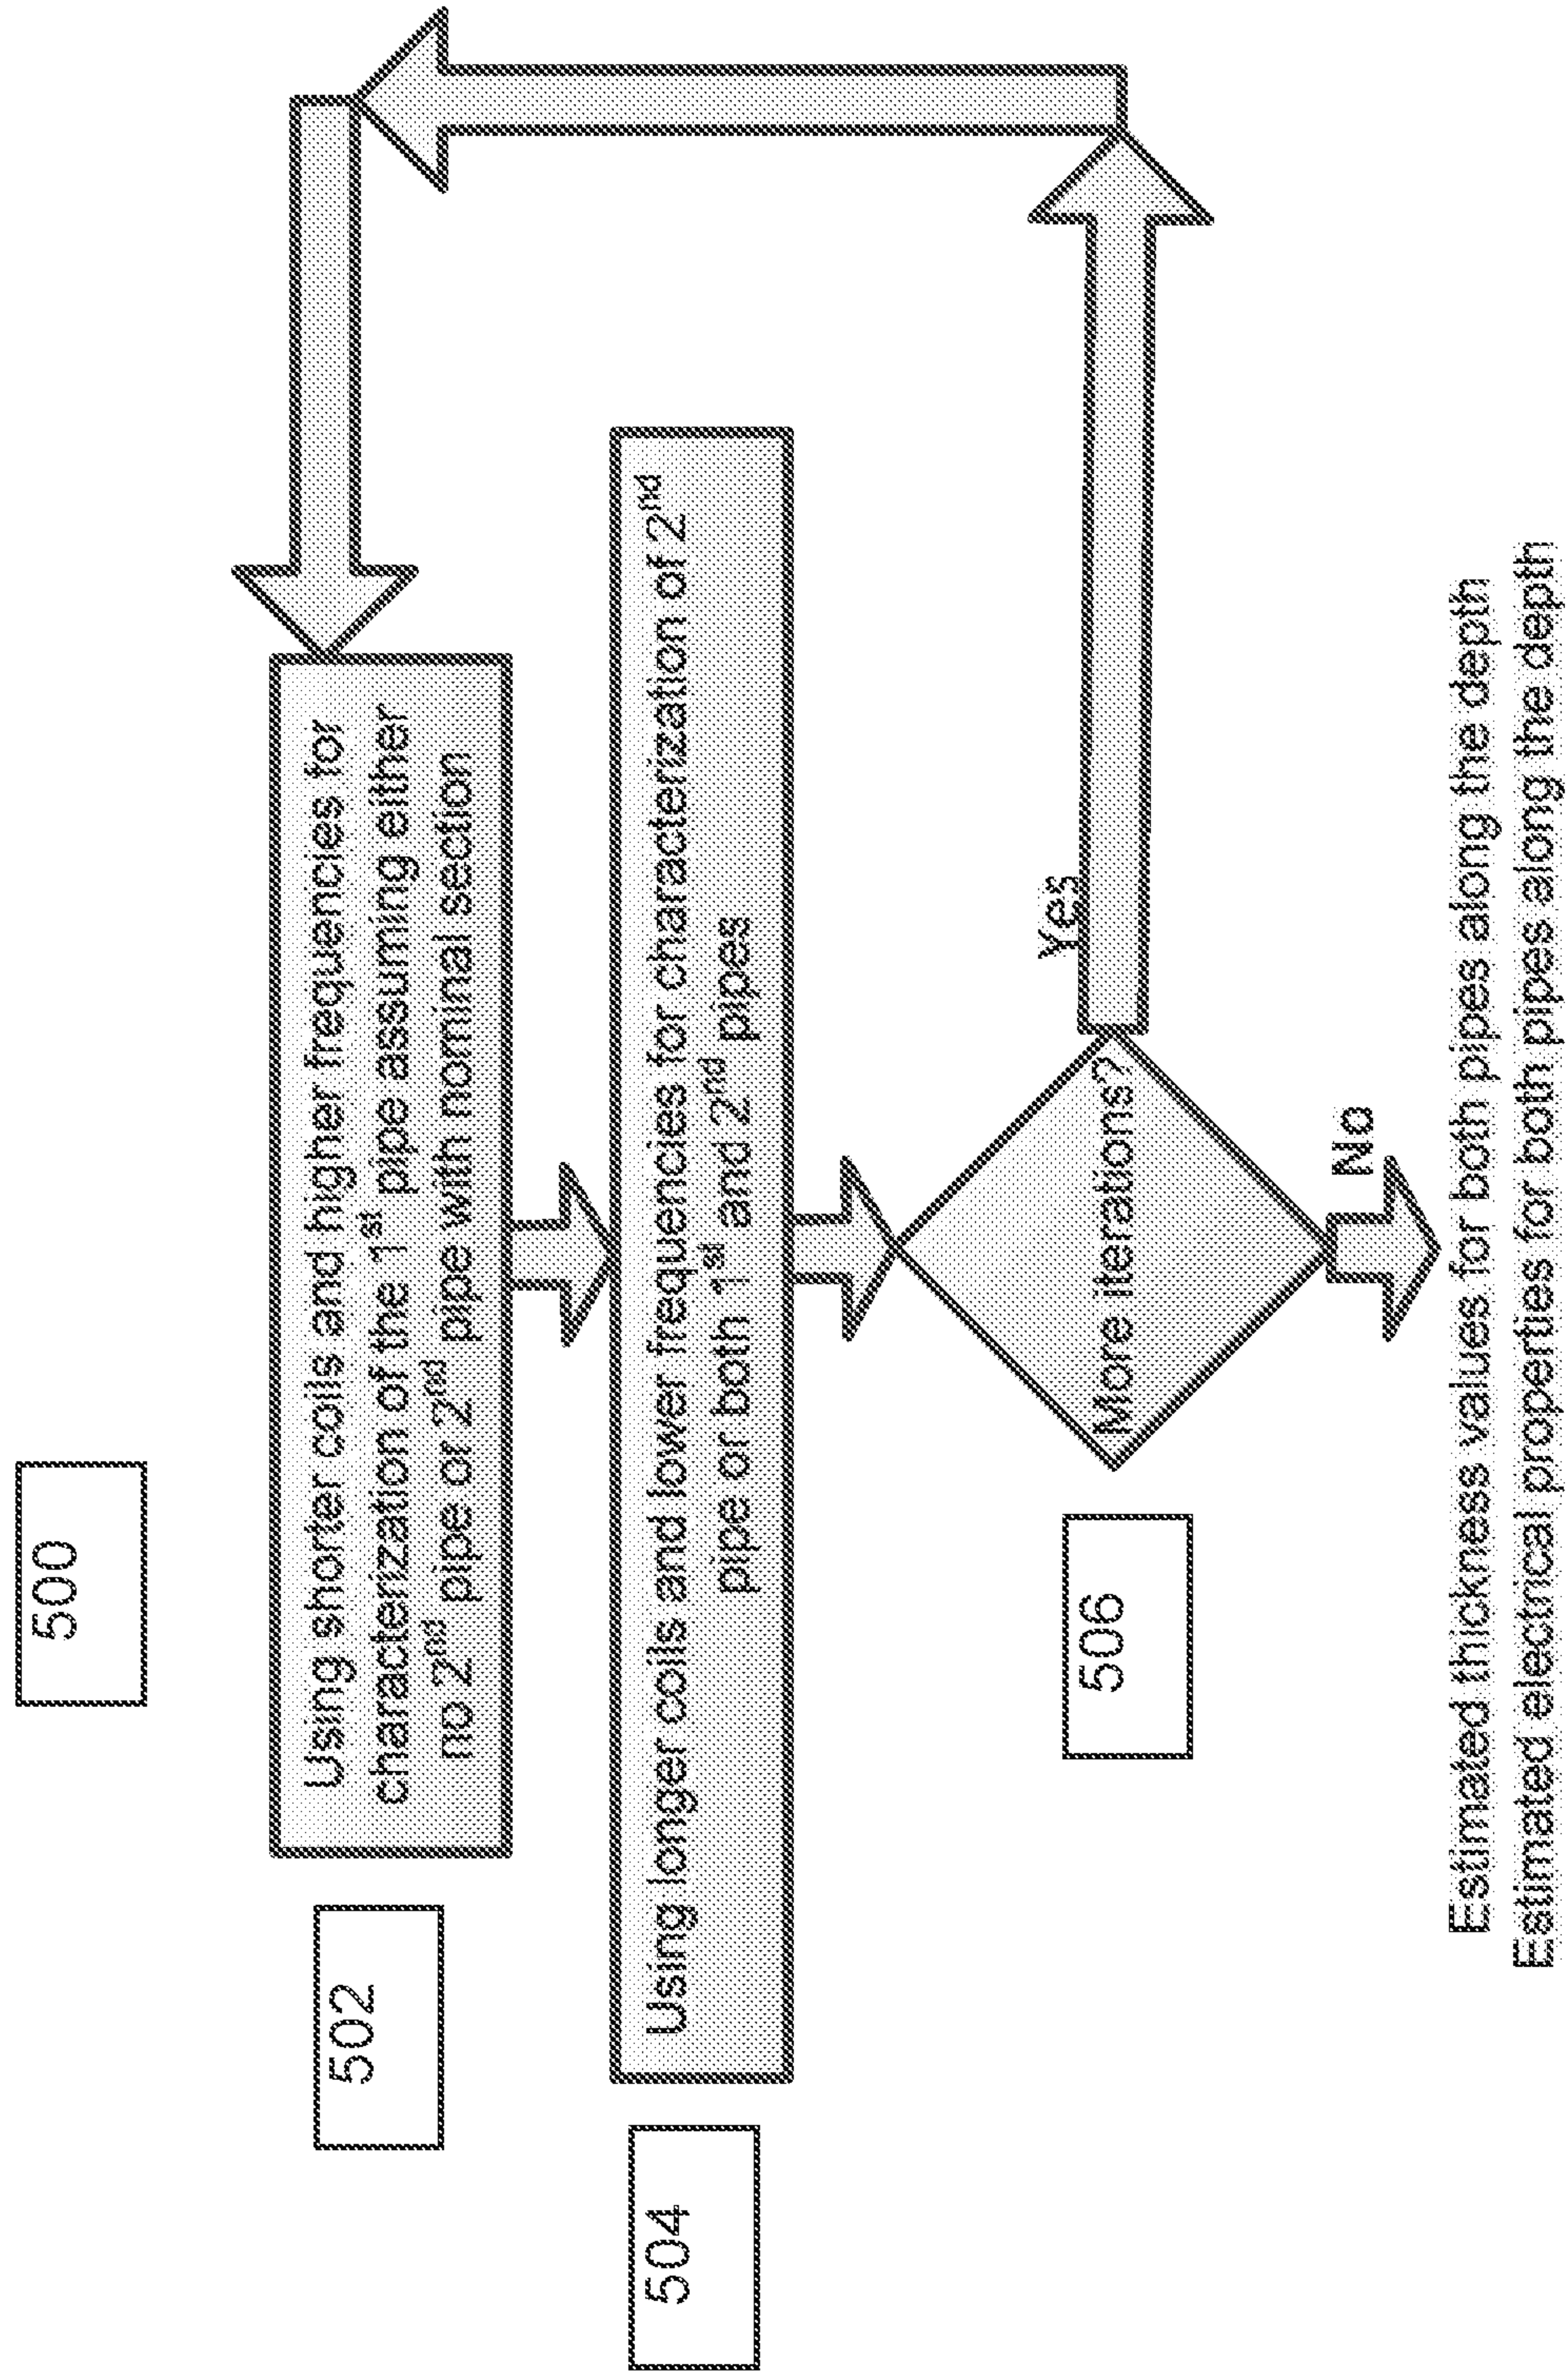 500
502
Using shorter coils and higher frequencies for
characterization of the 1st pipe assuming either
no 2nd pipe or 2nd pipe with nominal section
504
Using longer coils and lower frequencies for characterization of 2nd
pipe or both 1st and 2nd pipes
506
More iterations?
Yes
No
Estimated thickness values for both pipes along the depth
Estimated electrical properties for both pipes along the depth